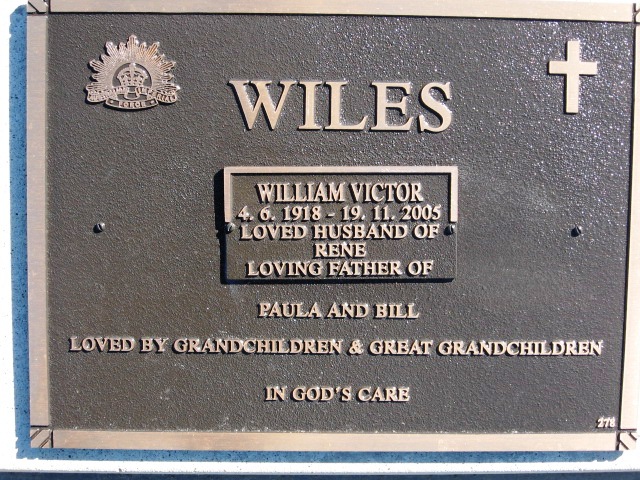 WILES
FORCE
WILLIAM VICTOR
4. 6. 1918 - 19. 11. 2005
LOVED HUSBAND OF
RENE
LOVING FATHER OF
PAULA AND BILL
LOVED BY GRANDCHILDREN & GREAT GRANDCHILDREN
IN GOD'S CARE
278